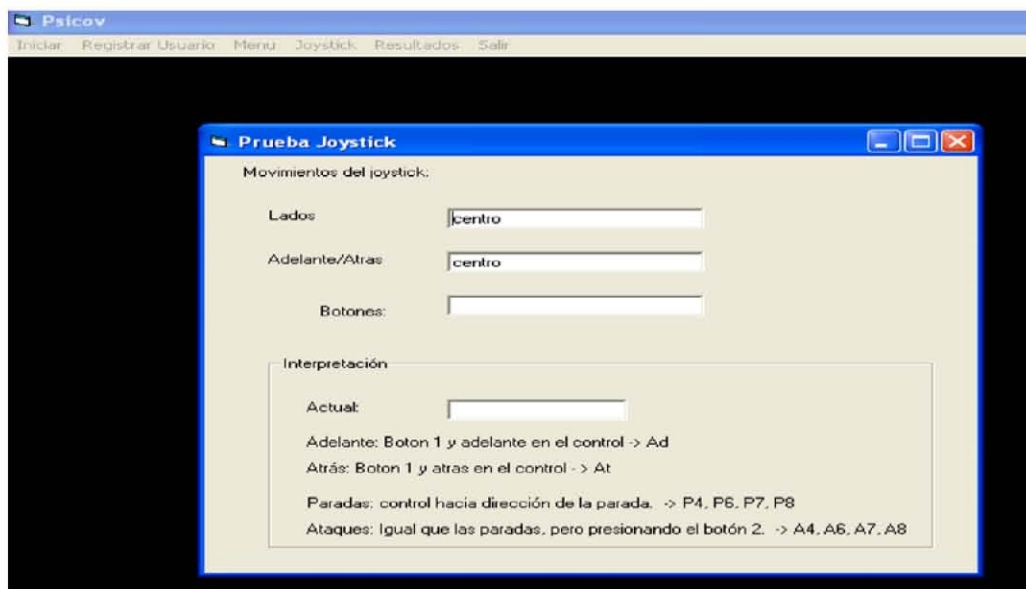 Psicov
Iniciar Registrar Usuario Menu Joystick Resultados Salir
Prueba Joystick
Movimientos del joystick:
Lados centro
Adelante/Atras centro
Botones:
Interpretación
Actual:
Adelante: Boton 1 y adelante en el control -> Ad
Atrás: Boton 1 y atras en el control -> At
Paradas: control hacia dirección de la parada. -> P4, P6, P7, P8
Ataques: Igual que las paradas, pero presionando el botón 2. -> A4, A6, A7, A8